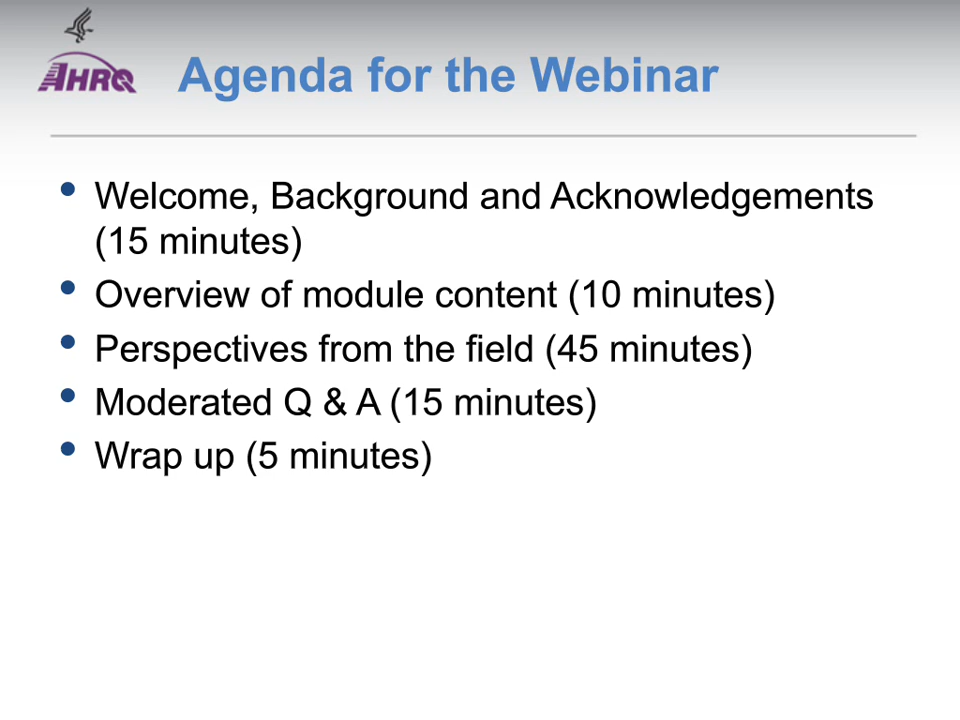 AHRQ
Agenda for the Webinar
• Welcome, Background and Acknowledgements
(15 minutes)
• Overview of module content (10 minutes)
• Perspectives from the field (45 minutes)
• Moderated Q & A (15 minutes)
• Wrap up (5 minutes)